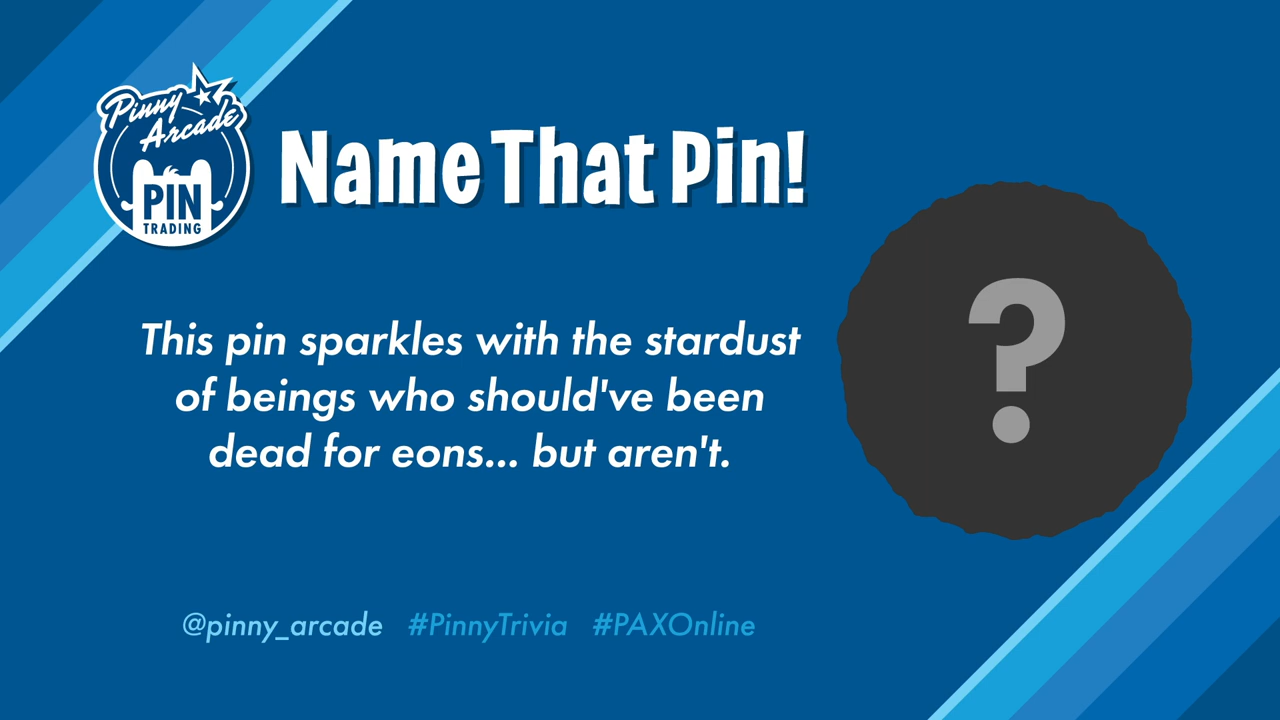 Pinny
Arcade
PIN
TRADING
Name That Pin!
This pin sparkles with the stardust
of beings who should've been
dead for eons... but aren't.
?
@pinny_arcade #PinnyTrivia #PAXOnline